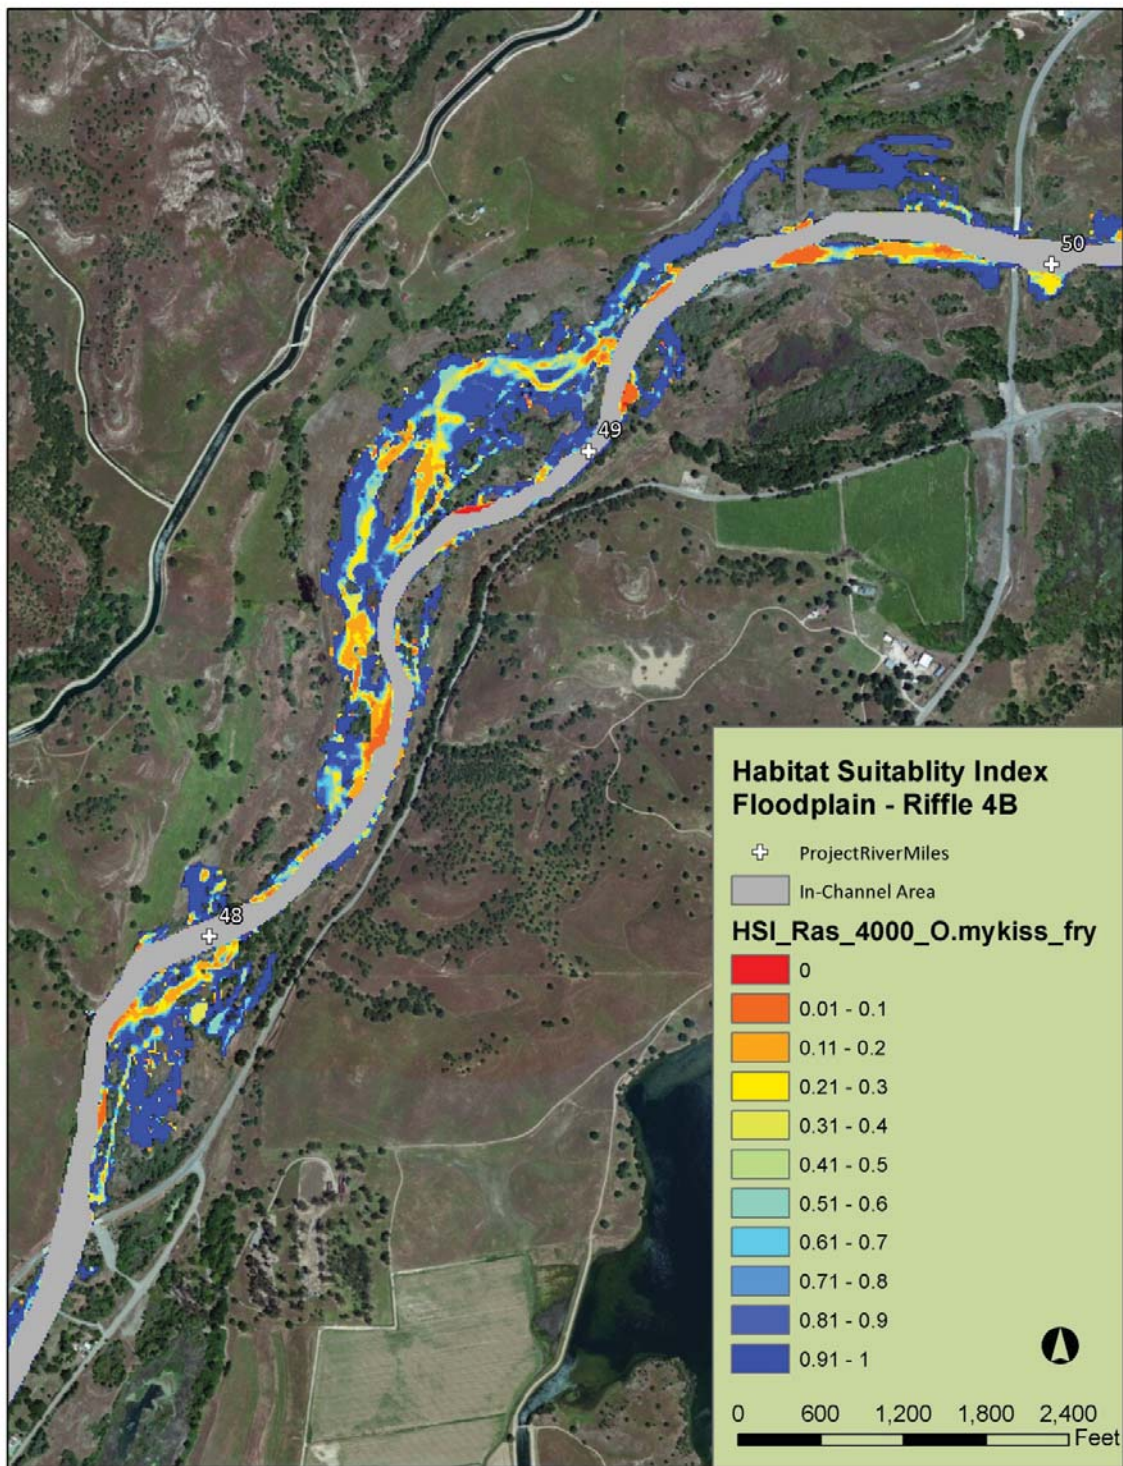 50
49
48
Habitat Suitablity Index
Floodplain - Riffle 4B
ProjectRiverMiles
In-Channel Area
HSI_Ras_4000_O.mykiss_fry
0
0.01 - 0.1
0.11 - 0.2
0.21 - 0.3
0.31 - 0.4
0.41 - 0.5
0.51 - 0.6
0.61 - 0.7
0.71 - 0.8
0.81 - 0.9
0.91 - 1
0 600 1,200 1,800 2,400
Feet